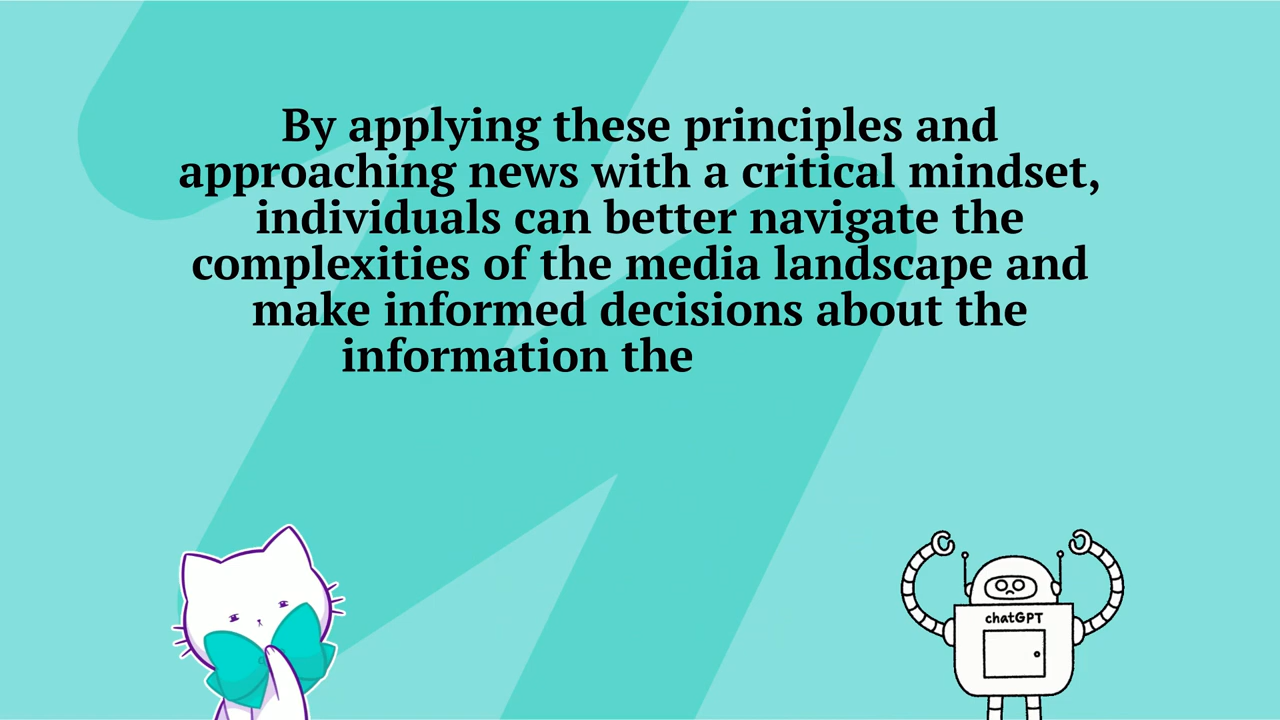 By applying these principles and
approaching news with a critical mindset,
individuals can better navigate the
complexities of the media landscape and
make informed decisions about the
information the
chatGPT